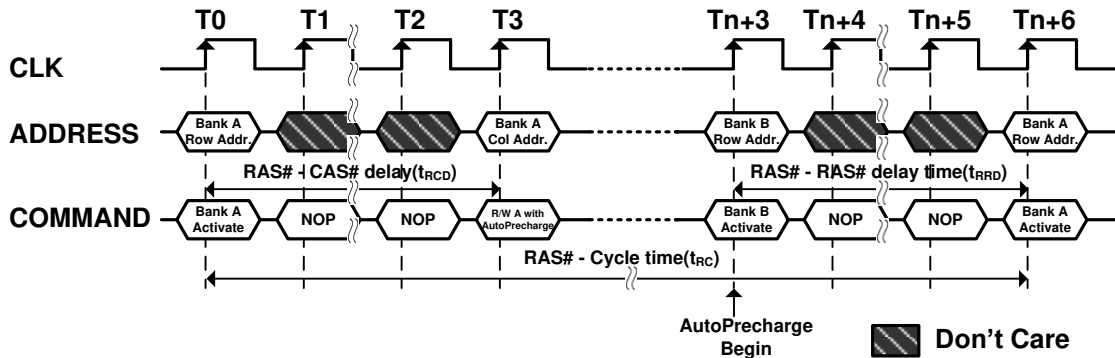 T0 T1 T2 T3 Tn+3 Tn+4 Tn+5 Tn+6
CLK
ADDRESS
Bank A
Row Addr.
Bank A
Col Addr.
Bank B
Row Addr.
Bank A
Row Addr.
RAS# - CAS# delay(tRCD)
RAS# - RAS# delay time(tRRD)
COMMAND
Bank A
Activate
NOP
NOP
R/W A with
AutoPrecharge
Bank B
Activate
NOP
NOP
Bank A
Activate
RAS# - Cycle time(tRC)
AutoPrecharge
Begin
Don't Care